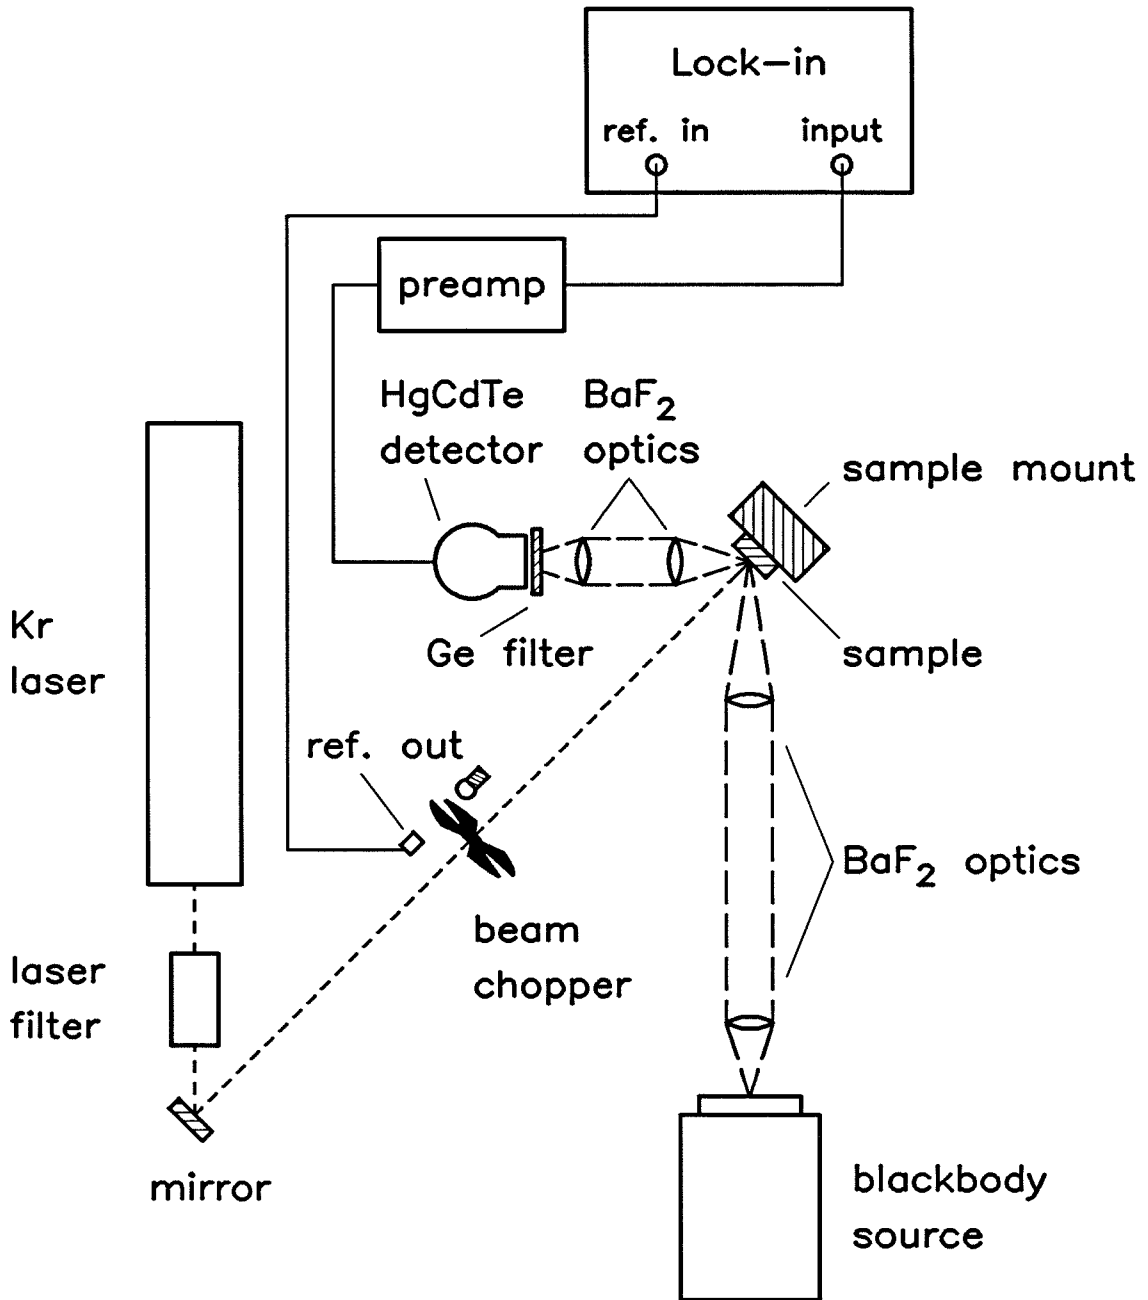 Lock-in
ref. in
input
preamp
HgCdTe
detector
BaF2
optics
sample mount
Kr
laser
Ge filter
sample
ref. out
BaF2 optics
beam
chopper
laser
filter
mirror
blackbody
source